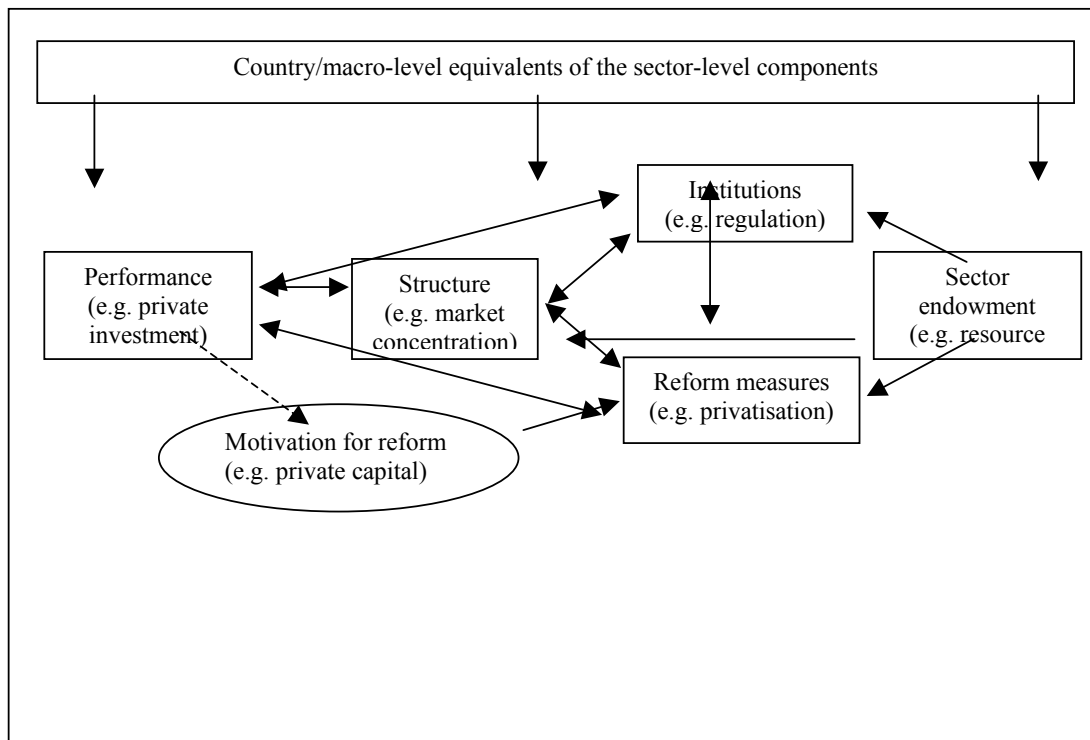 Country/macro-level equivalents of the sector-level components
Institutions
(e.g. regulation)
Performance
(e.g. private
investment)
Structure
(e.g. market
concentration)
Sector
endowment
(e.g. resource
Reform measures
(e.g. privatisation)
Motivation for reform
(e.g. private capital)